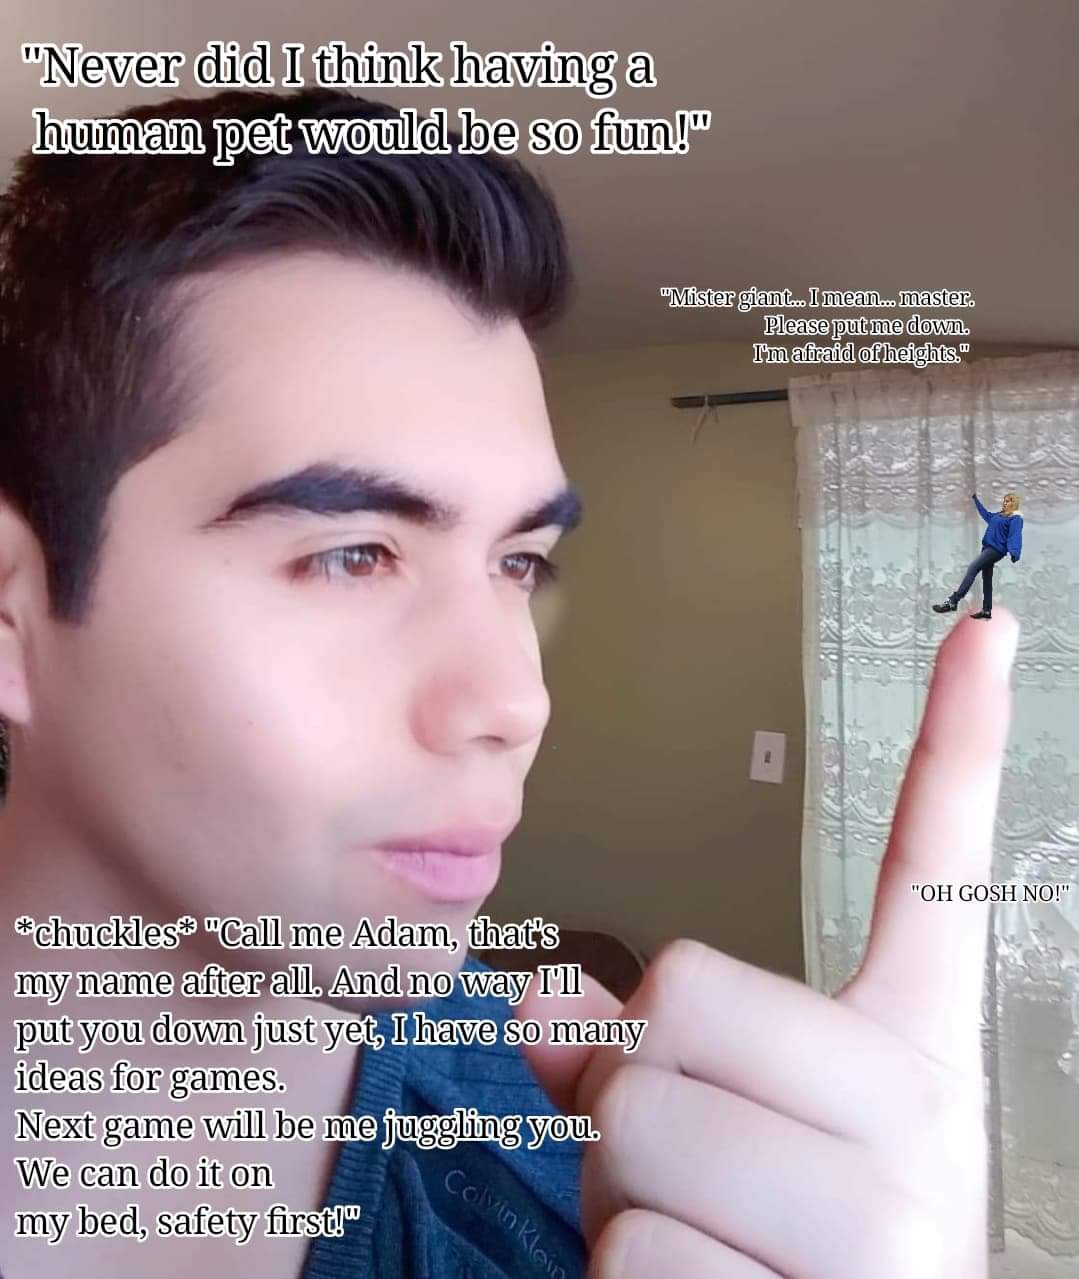 "Never did I think having a
human pet would be so fun!"
"Mister giant... I mean... master.
Please put me down.
I'm afraid of heights."
"OH GOSH NO!"
*chuckles* "Call me Adam, that's
my name after all. And no way I'll
put you down just yet, I have so many
ideas for games.
Next game will be me juggling you.
We can do it on
my bed, safety first!"
Calvin Klein